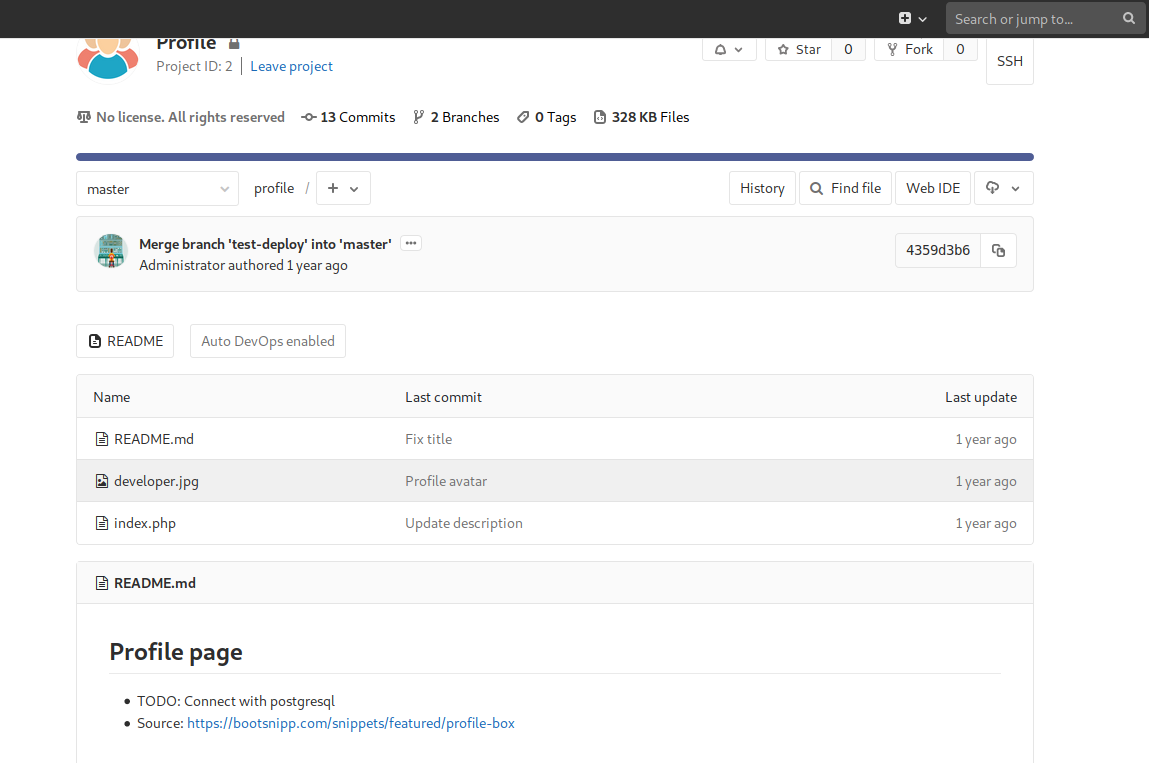 Search or jump to...
Profile
Star 0 Fork 0 SSH
Project ID: 2 Leave project
No license. All rights reserved 13 Commits 2 Branches 0 Tags 328 KB Files
master profile / + History Find file Web IDE
Merge branch 'test-deploy' into 'master' ...
Administrator authored 1 year ago
4359d3b6
README Auto DevOps enabled
Name Last commit Last update
README.md Fix title 1 year ago
developer.jpg Profile avatar 1 year ago
index.php Update description 1 year ago
README.md
Profile page
• TODO: Connect with postgresql
• Source: https://bootsnipp.com/snippets/featured/profile-box